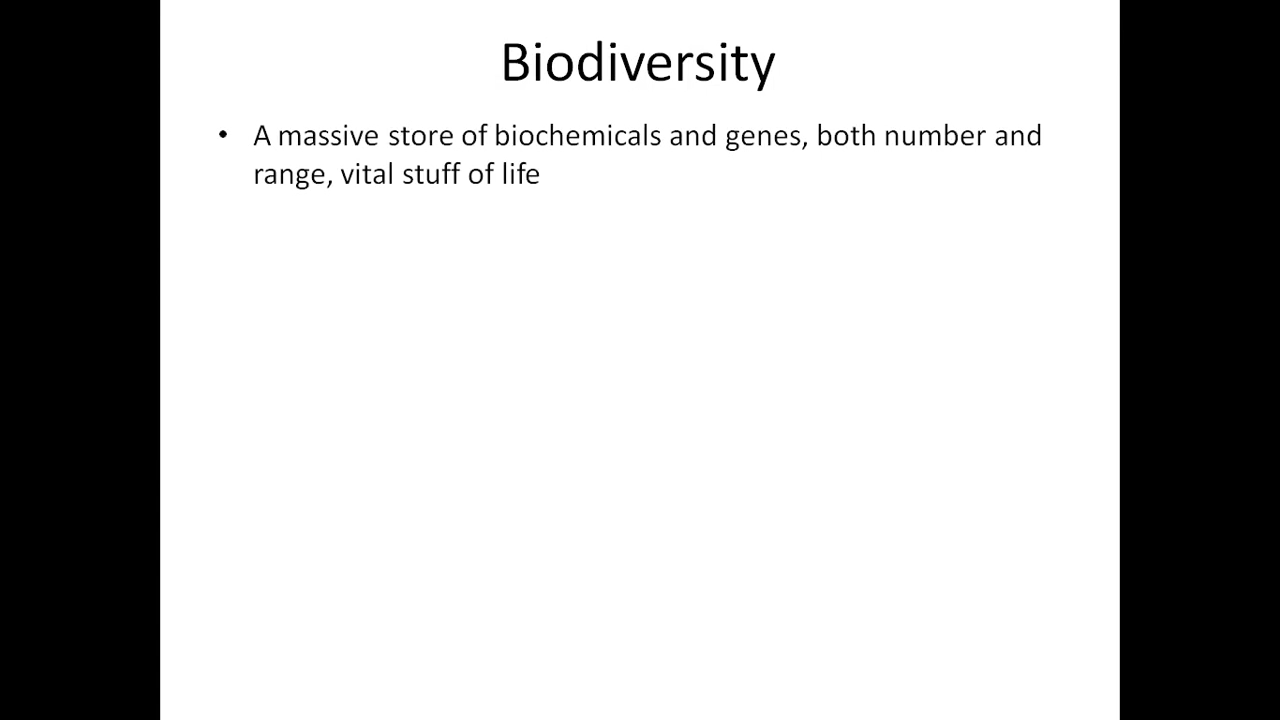 Biodiversity
• A massive store of biochemicals and genes, both number and
range, vital stuff of life